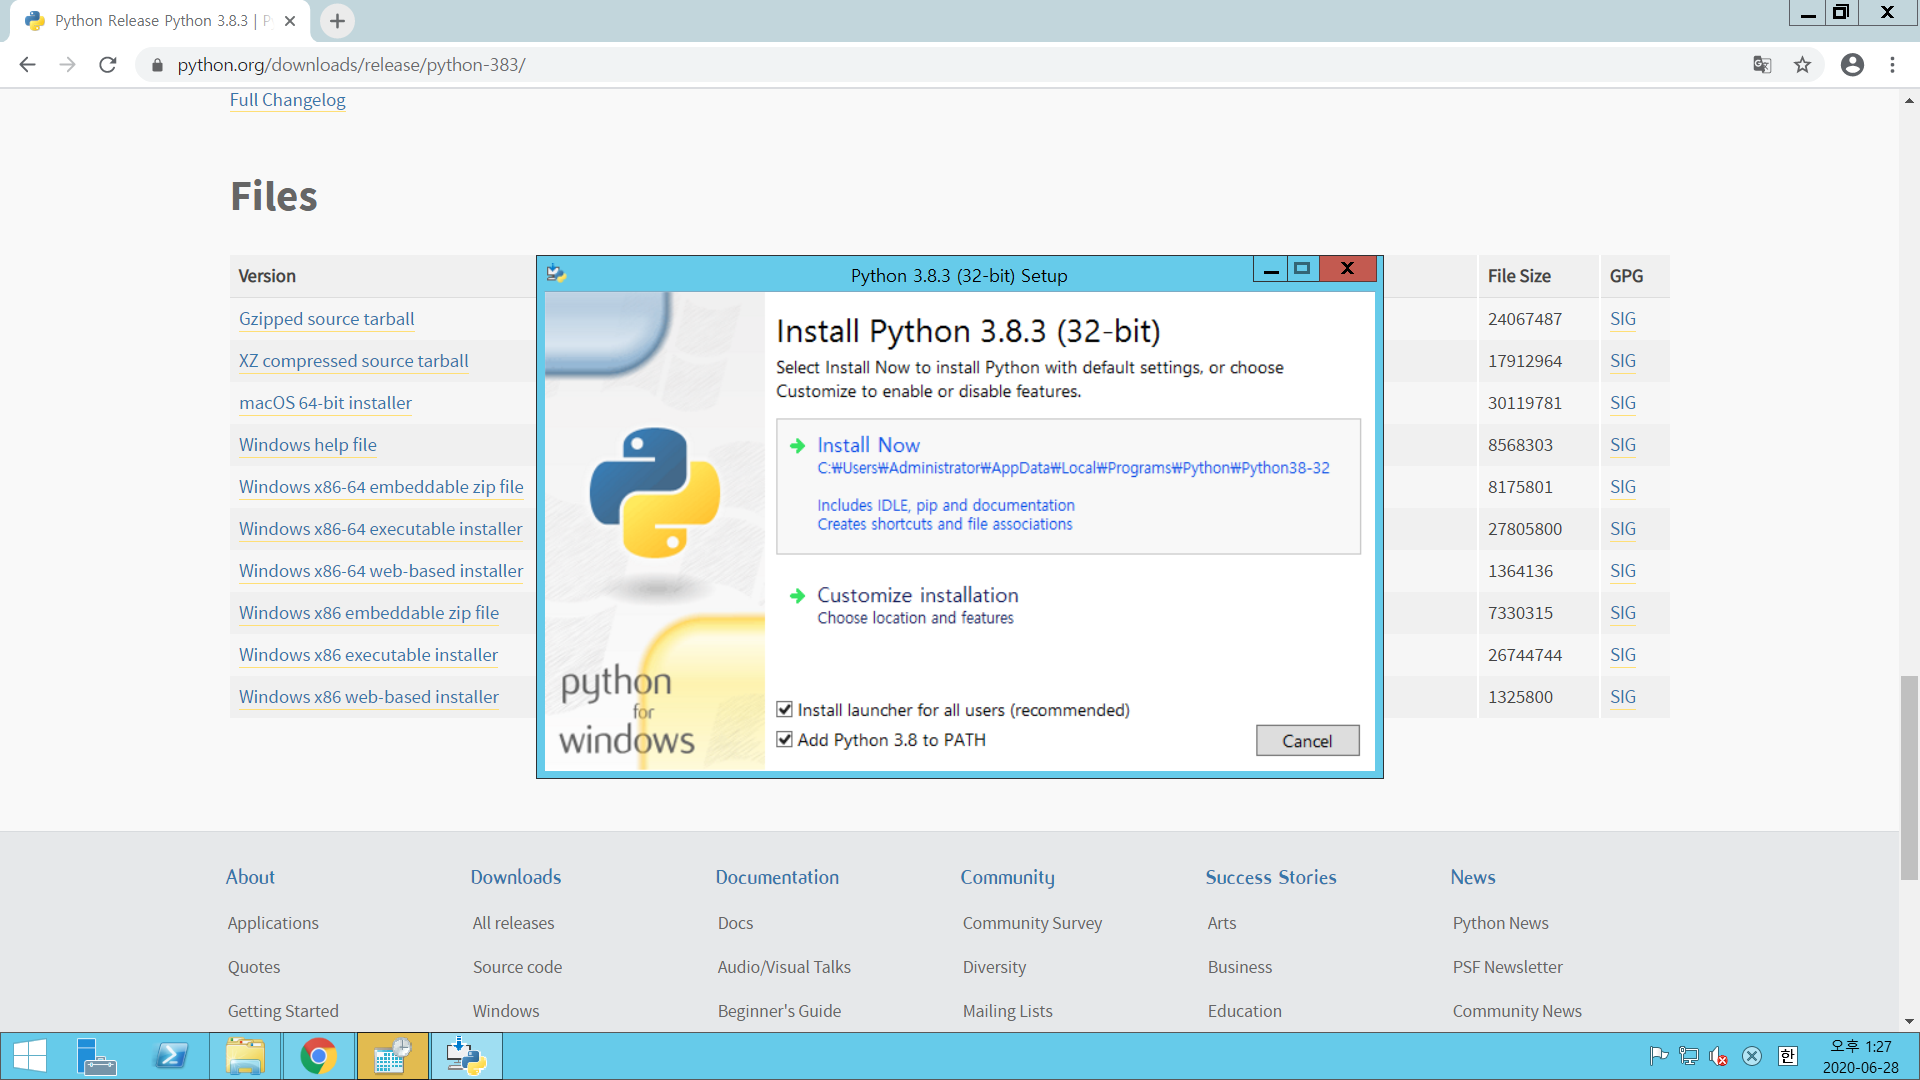 Python Release Python 3.8.3 | Py
python.org/downloads/release/python-383/
Full Changelog
Files
Version
File Size
GPG
Gzipped source tarball
24067487
SIG
XZ compressed source tarball
17912964
SIG
macOS 64-bit installer
30119781
SIG
Windows help file
8568303
SIG
Windows x86-64 embeddable zip file
8175801
SIG
Windows x86-64 executable installer
27805800
SIG
Windows x86-64 web-based installer
1364136
SIG
Windows x86 embeddable zip file
7330315
SIG
Windows x86 executable installer
26744744
SIG
Windows x86 web-based installer
1325800
SIG
Python 3.8.3 (32-bit) Setup
Install Python 3.8.3 (32-bit)
Select Install Now to install Python with default settings, or choose
Customize to enable or disable features.
Install Now
C:₩Users₩Administrator₩AppData₩Local₩Programs₩Python₩Python38-32
Includes IDLE, pip and documentation
Creates shortcuts and file associations
Customize installation
Choose location and features
python
for
windows
Install launcher for all users (recommended)
Add Python 3.8 to PATH
Cancel
About
Applications
Quotes
Getting Started
Downloads
All releases
Source code
Windows
Documentation
Docs
Audio/Visual Talks
Beginner's Guide
Community
Community Survey
Diversity
Mailing Lists
Success Stories
Arts
Business
Education
News
Python News
PSF Newsletter
Community News
한
오후 1:27
2020-06-28